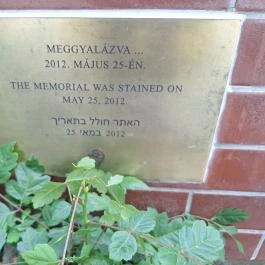 MEGGYALÁZVA ...
2012. MÁJUS 25-ÉN.
THE MEMORIAL WAS STAINED ON
MAY 25, 2012.
האתר חולל בתאריך
25 במאי 2012